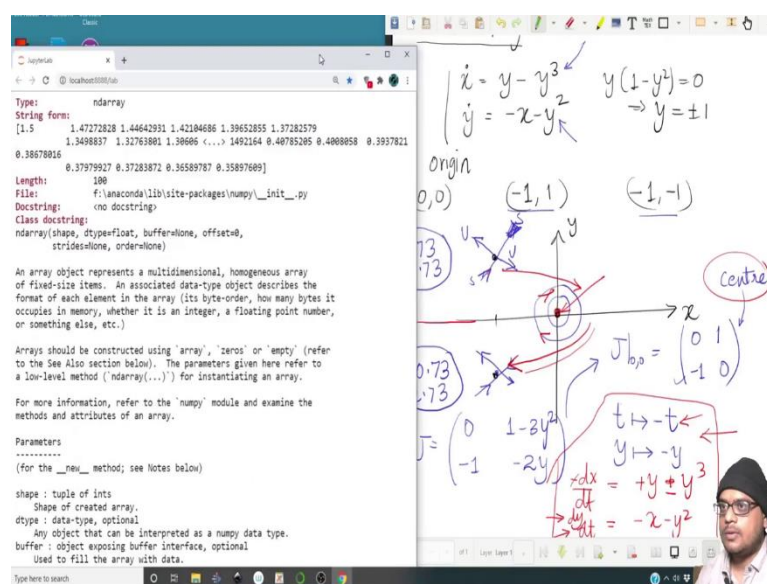 Classic
JupyterLab
localhost:8888/lab
Type: ndarray
String form:
[1.5 1.47272828 1.44642931 1.42104686 1.39652855 1.37282579
1.3498837 1.32763801 1.30606 <...> 1492164 0.40785205 0.4008058 0.3937821
0.38678016
0.37979927 0.37283872 0.36589787 0.35897609]
Length: 100
File: f:\anaconda\lib\site-packages\numpy\__init__.py
Docstring: <no docstring>
Class docstring:
ndarray(shape, dtype=float, buffer=None, offset=0,
strides=None, order=None)
An array object represents a multidimensional, homogeneous array
of fixed-size items. An associated data-type object describes the
format of each element in the array (its byte-order, how many bytes it
occupies in memory, whether it is an integer, a floating point number,
or something else, etc.)
Arrays should be constructed using `array`, `zeros` or `empty` (refer
to the See Also section below). The parameters given here refer to
a low-level method (`ndarray(...)`) for instantiating an array.
For more information, refer to the `numpy` module and examine the
methods and attributes of an array.
Parameters
----------
(for the __new__ method; see Notes below)
shape : tuple of ints
Shape of created array.
dtype : data-type, optional
Any object that can be interpreted as a numpy data type.
buffer : object exposing buffer interface, optional
Used to fill the array with data.
Type here to search
ẋ = y - y³
y(1-y²)=0
ẏ = -x-y²
⇒ y = ±1
origin
0,0)
(-1, 1)
(-1,-1)
y
U
S
73
.73
U
S
centre
x
J|0,0 = (0 1
-1 0)
0.73
.73
J = (0 1-3y²
-1 -2y)
t ↦ -t
y ↦ -y
+dx/dt = +y ± y³
dy/dt = -x-y²
of 1
Layer Layer 1